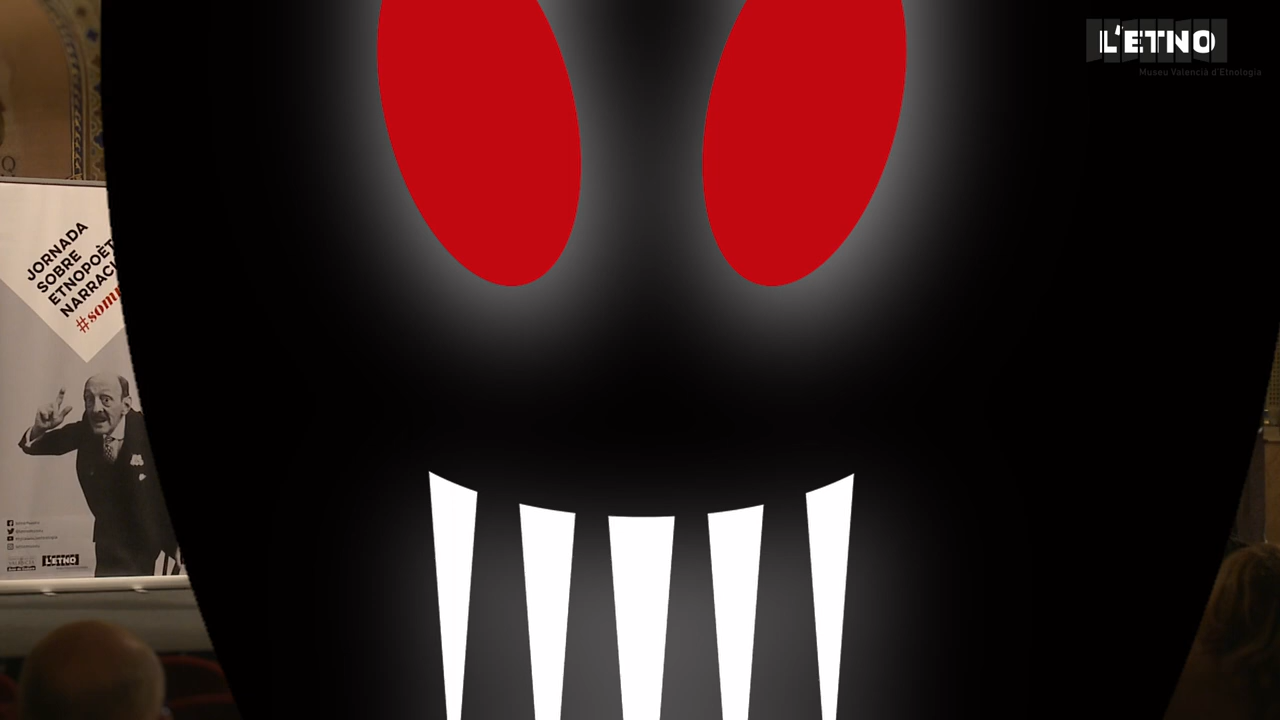 L'ETNO
Museu Valencià d'Etnologia
JORNADA
SOBRE
ETNOPOÈT
NARRACI
#som
L'ETNO